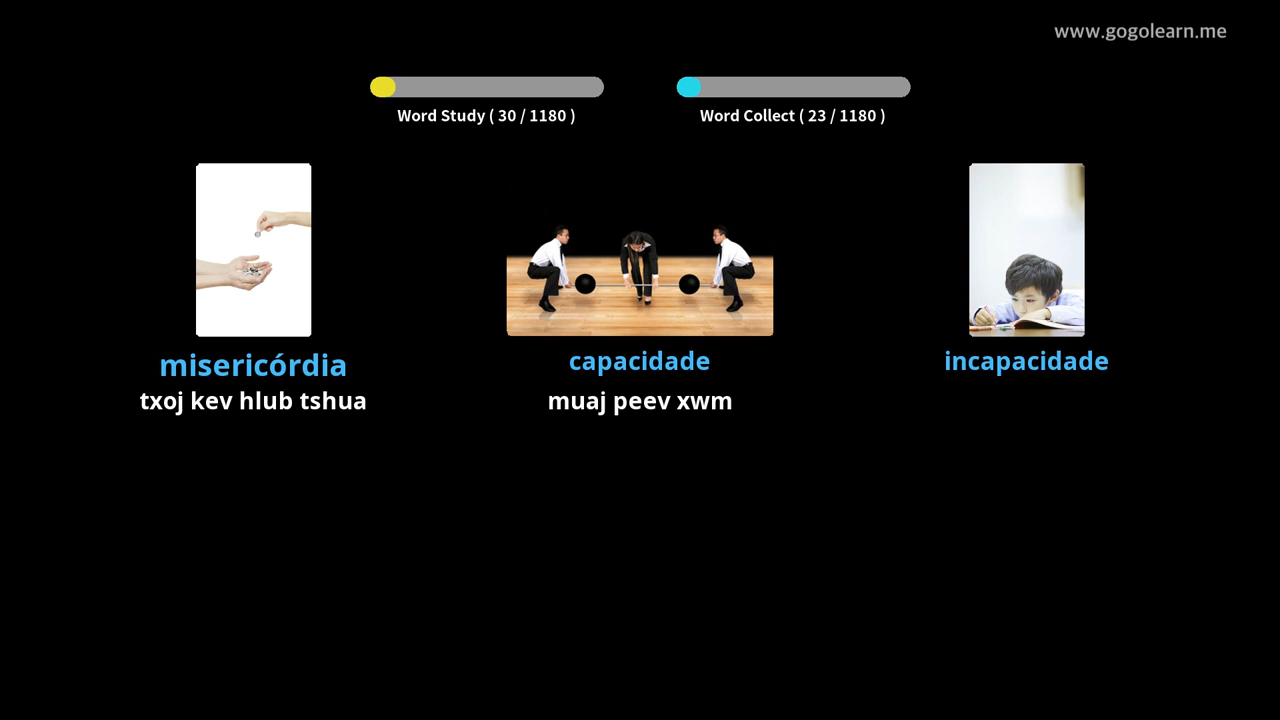 www.gogolearn.me
Word Study ( 30 / 1180 )
Word Collect ( 23 / 1180 )
misericórdia
txoj kev hlub tshua
capacidade
muaj peev xwm
incapacidade